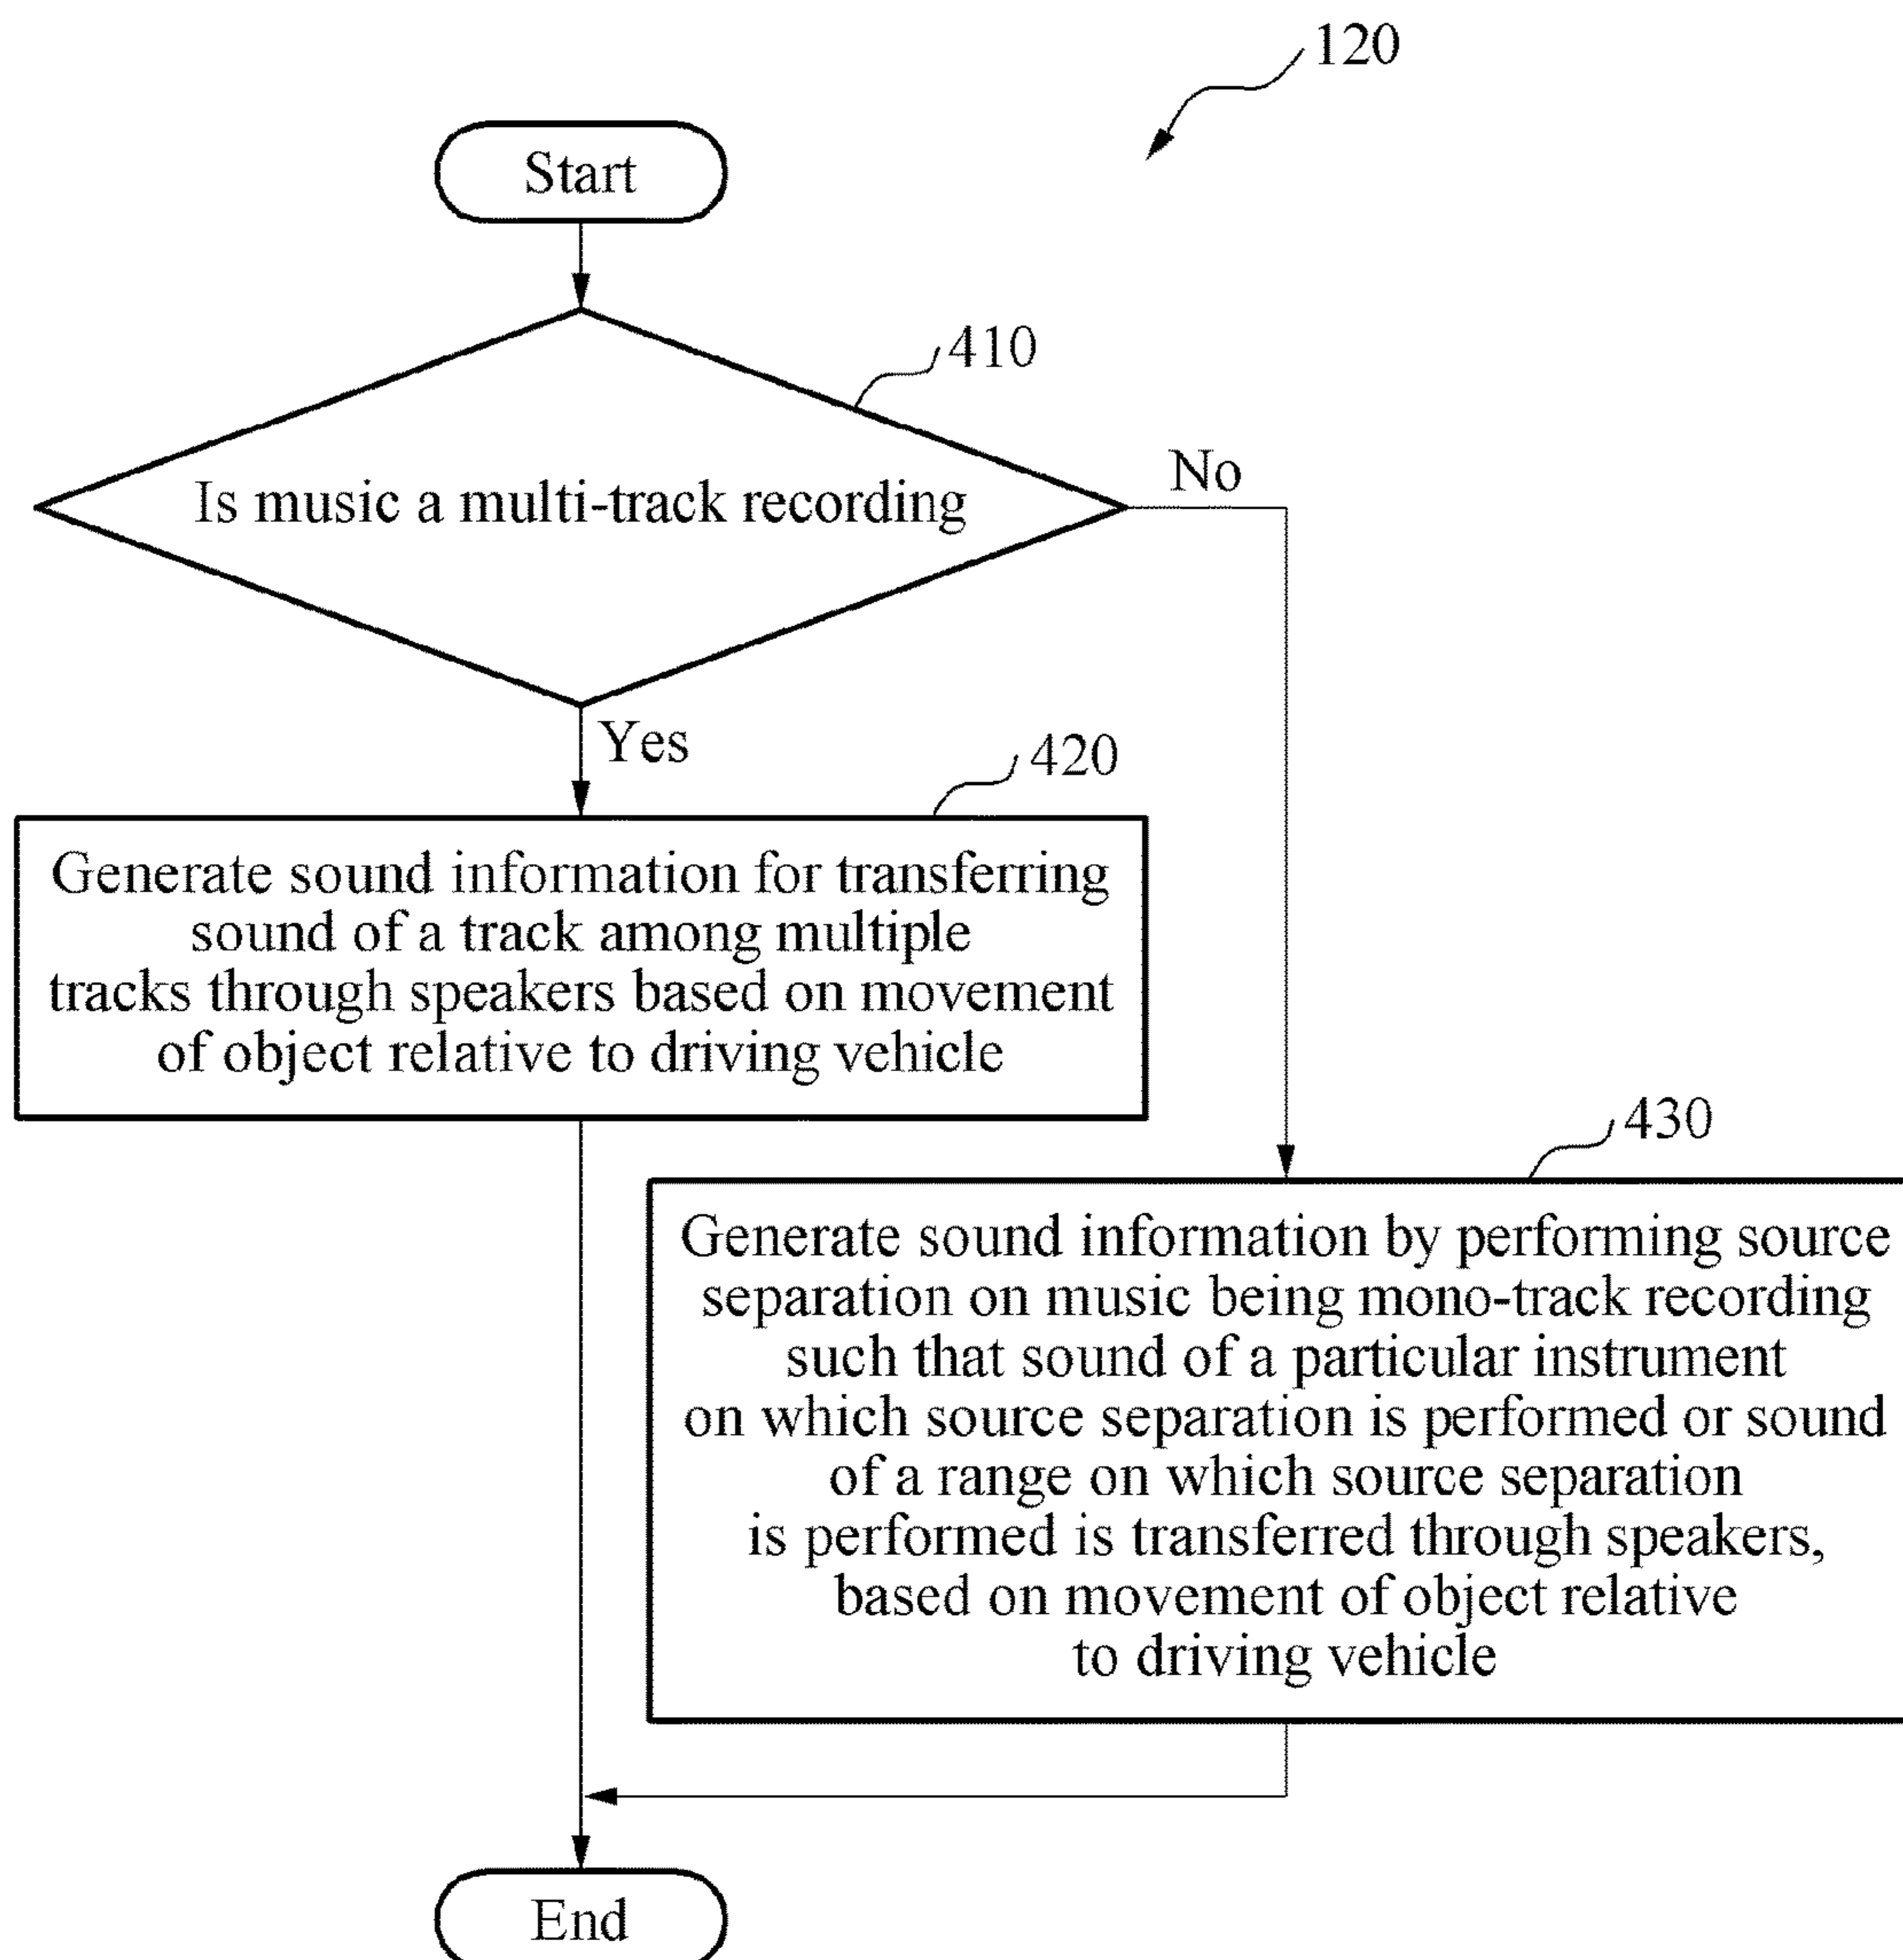 120
Start
410
Is music a multi-track recording
No
Yes
420
Generate sound information for transferring
sound of a track among multiple
tracks through speakers based on movement
of object relative to driving vehicle
430
Generate sound information by performing source
separation on music being mono-track recording
such that sound of a particular instrument
on which source separation is performed or sound
of a range on which source separation
is performed is transferred through speakers,
based on movement of object relative
to driving vehicle
End